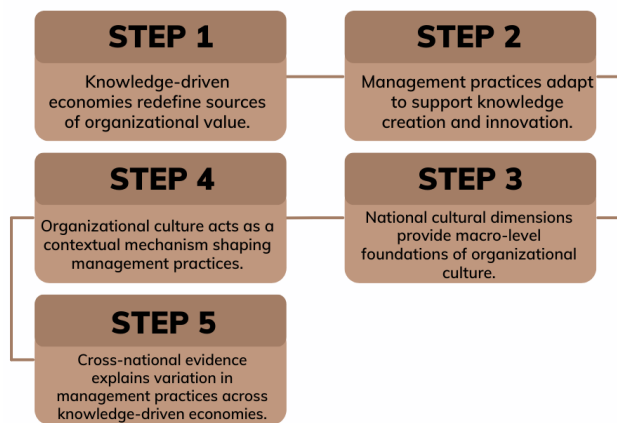 STEP 1
Knowledge-driven
economies redefine sources
of organizational value.
STEP 2
Management practices adapt
to support knowledge
creation and innovation.
STEP 3
National cultural dimensions
provide macro-level
foundations of organizational
culture.
STEP 4
Organizational culture acts as a
contextual mechanism shaping
management practices.
STEP 5
Cross-national evidence
explains variation in
management practices across
knowledge-driven economies.